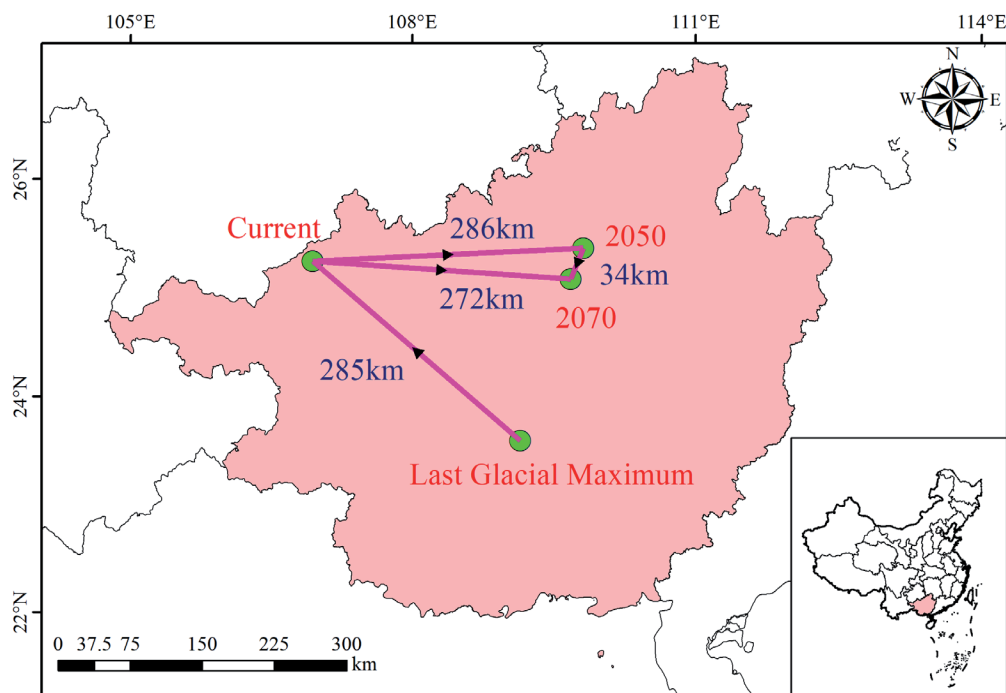 105°E 108°E 111°E 114°E
N
W E
S
26°N
24°N
22°N
Current
286km
2050
34km
272km
2070
285km
Last Glacial Maximum
0 37.5 75 150 225 300
km